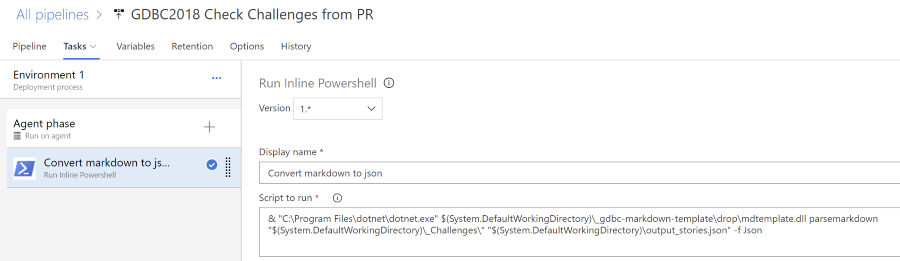 All pipelines > GDBC2018 Check Challenges from PR
Pipeline Tasks Variables Retention Options History
Environment 1 ...
Deployment process
Agent phase +
Run on agent
Convert markdown to js...
Run Inline Powershell
Run Inline Powershell
Version 1.*
Display name *
Convert markdown to json
Script to run *
& "C:\Program Files\dotnet\dotnet.exe" $(System.DefaultWorkingDirectory)\_gdbc-markdown-template\drop\mdtemplate.dll parsemarkdown
"$(System.DefaultWorkingDirectory)\_Challenges\" "$(System.DefaultWorkingDirectory)\output_stories.json" -f Json